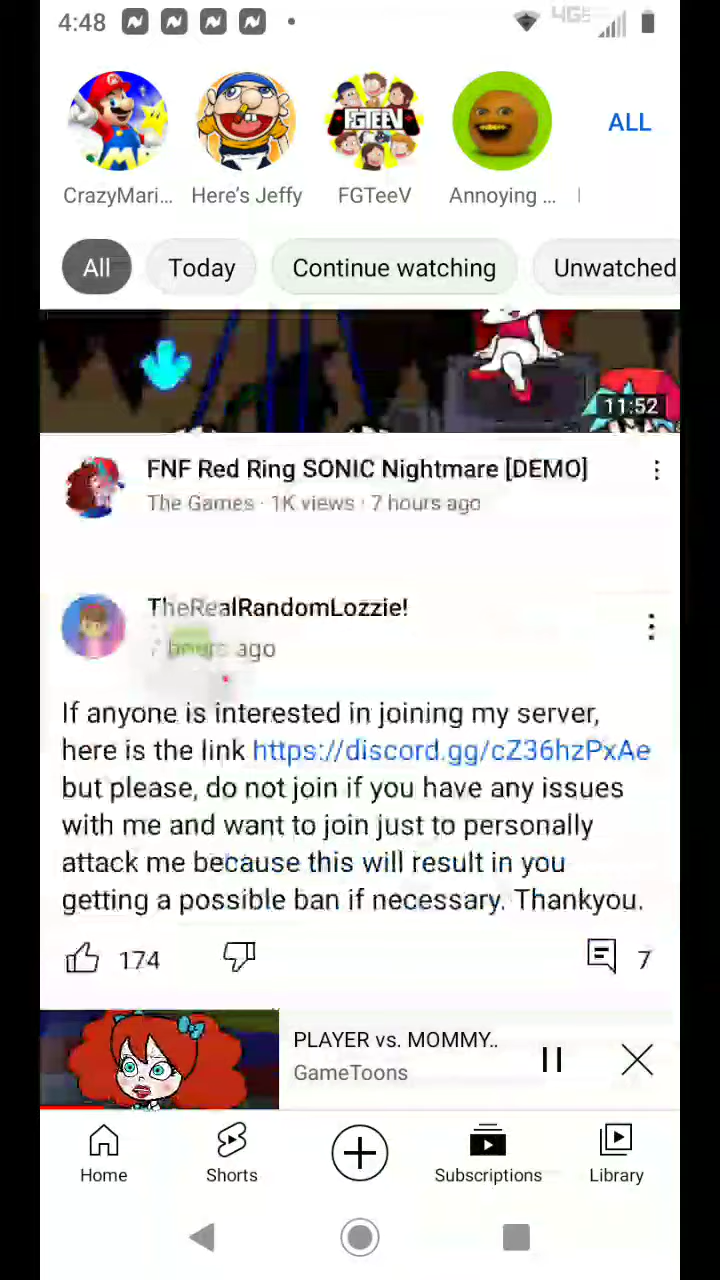 4:48
4G
CrazyMari... Here's Jeffy FGTeeV Annoying ...
ALL
FGTEEV
All Today Continue watching Unwatched
11:52
FNF Red Ring SONIC Nightmare [DEMO]
The Games · 1K views · 7 hours ago
TheRealRandomLozzie!
hours ago
If anyone is interested in joining my server,
here is the link https://discord.gg/cZ36hzPxAe
but please, do not join if you have any issues
with me and want to join just to personally
attack me because this will result in you
getting a possible ban if necessary. Thankyou.
174
7
PLAYER vs. MOMMY..
GameToons
Home Shorts Subscriptions Library